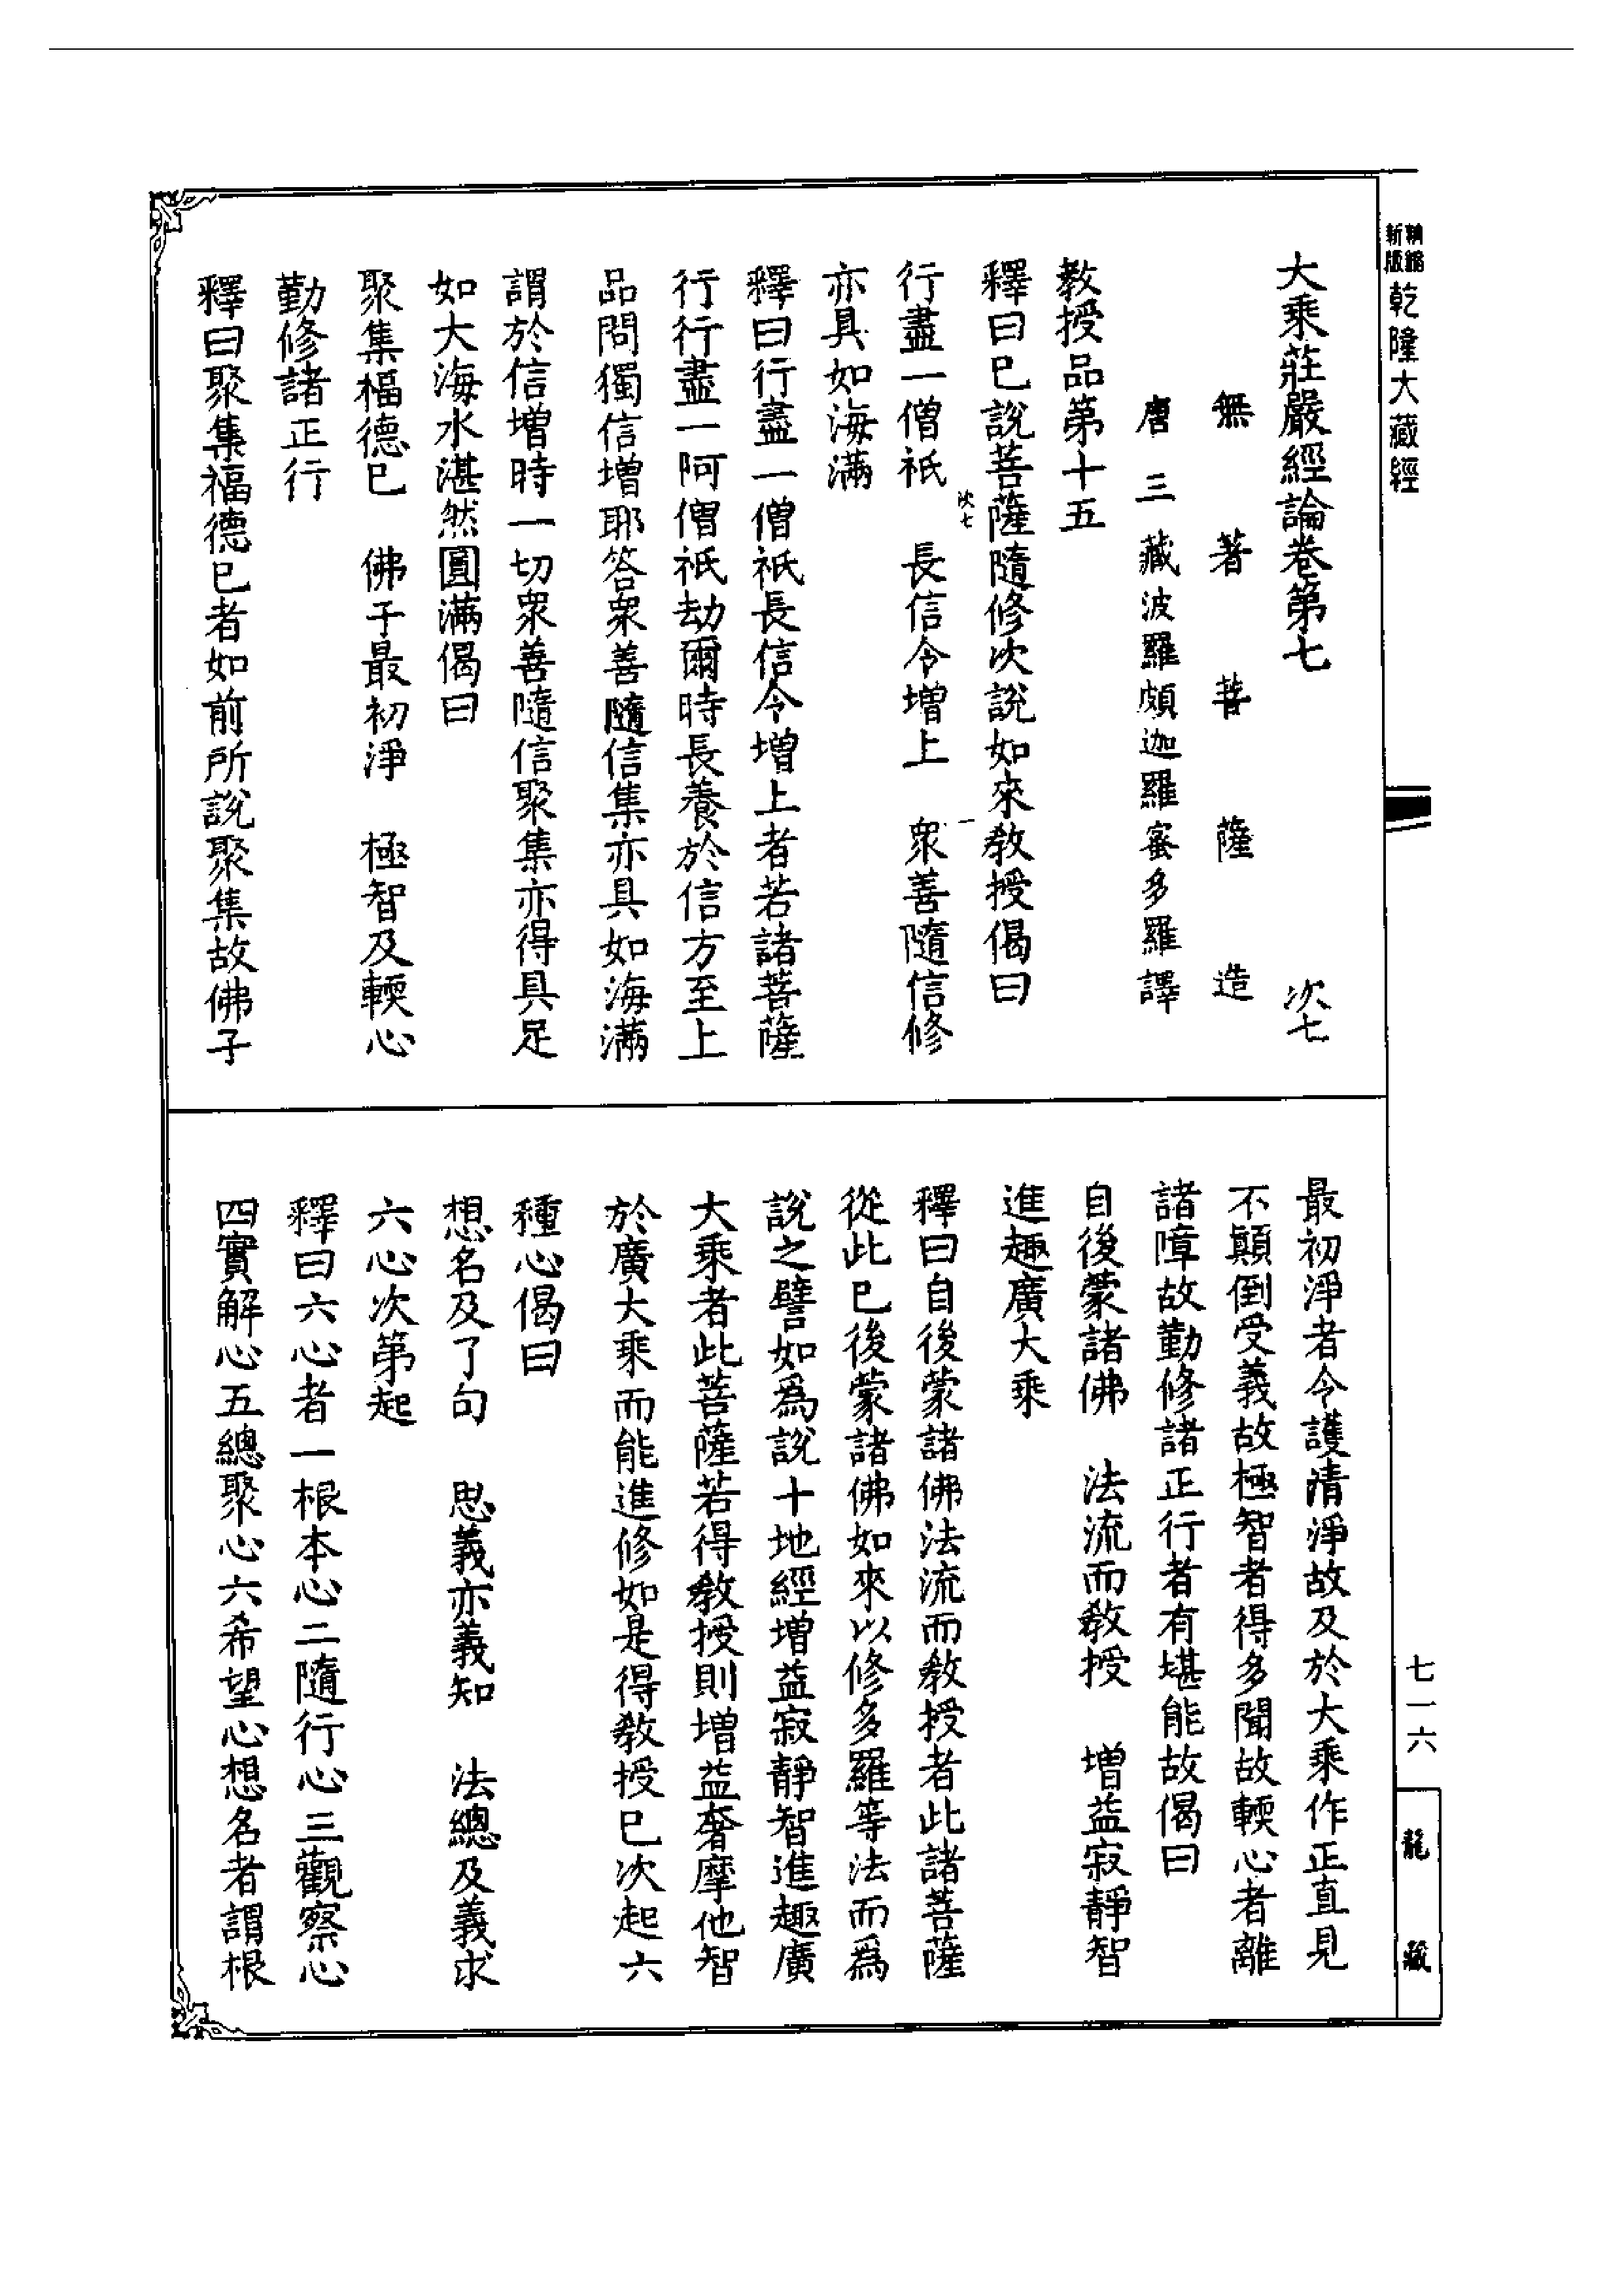 精縮新版乾隆大藏經
大乘莊嚴經論卷第七 次七
無著菩薩造
唐三藏波羅頗迦羅蜜多羅譯
教授品第十五
釋曰巳說菩薩隨修次說如來教授偈曰
次七 一
行盡一僧祇 長信令增上 衆善隨信修
亦具如海滿
釋曰行盡一僧祇長信令增上者若諸菩薩
行行盡一阿僧祇劫爾時長養於信方至上
品問獨信增耶答衆善隨信集亦具如海滿
謂於信增時一切衆善隨信聚集亦得具足
如大海水湛然圓滿偈曰
聚集福德巳 佛子最初淨 極智及輭心
勤修諸正行
釋曰聚集福德巳者如前所說聚集故佛子
最初淨者令護清淨故及於大乘作正直見
不顛倒受義故極智者得多聞故輭心者離
諸障故勤修諸正行者有堪能故偈曰
自後蒙諸佛 法流而教授 增益寂靜智
進趣廣大乘
釋曰自後蒙諸佛法流而教授者此諸菩薩
從此巳後蒙諸佛如來以修多羅等法而爲
說之譬如爲說十地經增益寂靜智進趣廣
大乘者此菩薩若得教授則增益奢摩他智
於廣大乘而能進修如是得教授巳次起六
種心偈曰
想名及了句 思義亦義知 法總及義求
六心次第起
釋曰六心者一根本心二隨行心三觀察心
四實解心五總聚心六希望心想名者謂根
七一六
龍藏